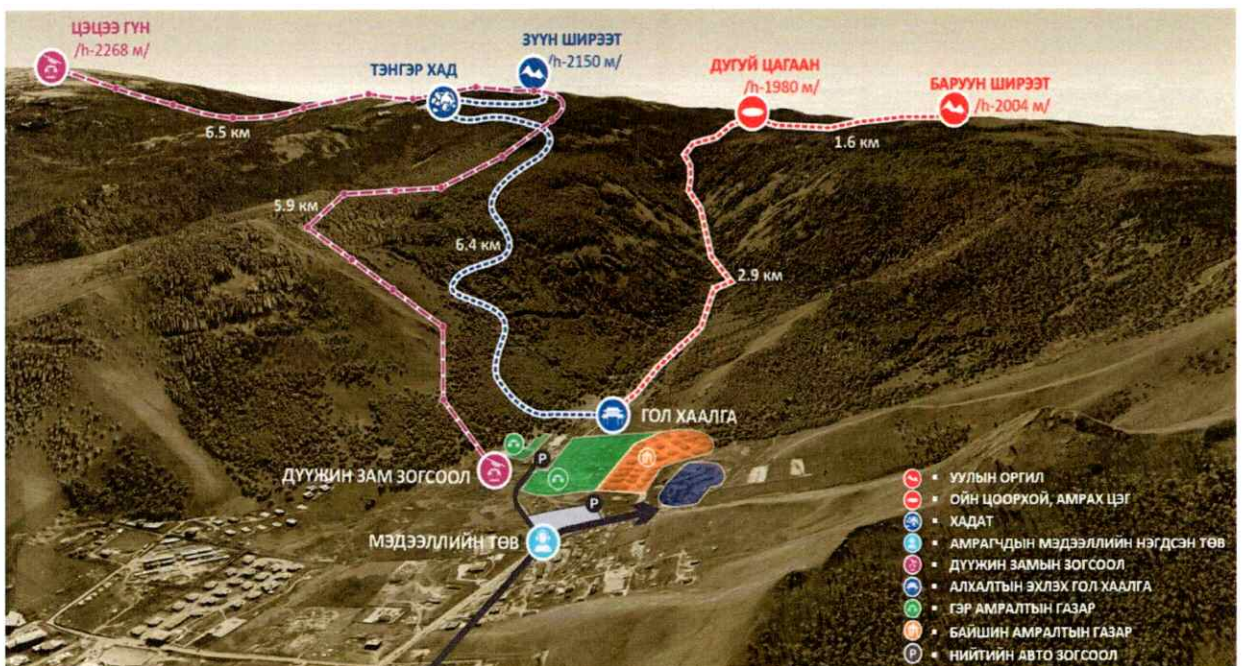 ЦЭЦЭЭ ГҮН
/h-2268 м/
ЗҮҮН ШИРЭЭТ
/h-2150 м/
ТЭНГЭР ХАД
ДУГУЙ ЦАГААН
/h-1980 м/
БАРУУН ШИРЭЭТ
/h-2004 м/
6.5 км
1.6 км
5.9 км
6.4 км
2.9 км
ГОЛ ХААЛГА
ДҮҮЖИН ЗАМ ЗОГСООЛ
P
P
МЭДЭЭЛЛИЙН ТӨВ
УУЛЫН ОРГИЛ
ОЙН ЦООРХОЙ, АМРАХ ЦЭГ
ХАДАТ
АМРАГЧДЫН МЭДЭЭЛЛИЙН НЭГДСЭН ТӨВ
ДҮҮЖИН ЗАМЫН ЗОГСООЛ
АЛХАЛТЫН ЭХЛЭХ ГОЛ ХААЛГА
ГЭР АМРАЛТЫН ГАЗАР
БАЙШИН АМРАЛТЫН ГАЗАР
P НИЙТИЙН АВТО ЗОГСООЛ